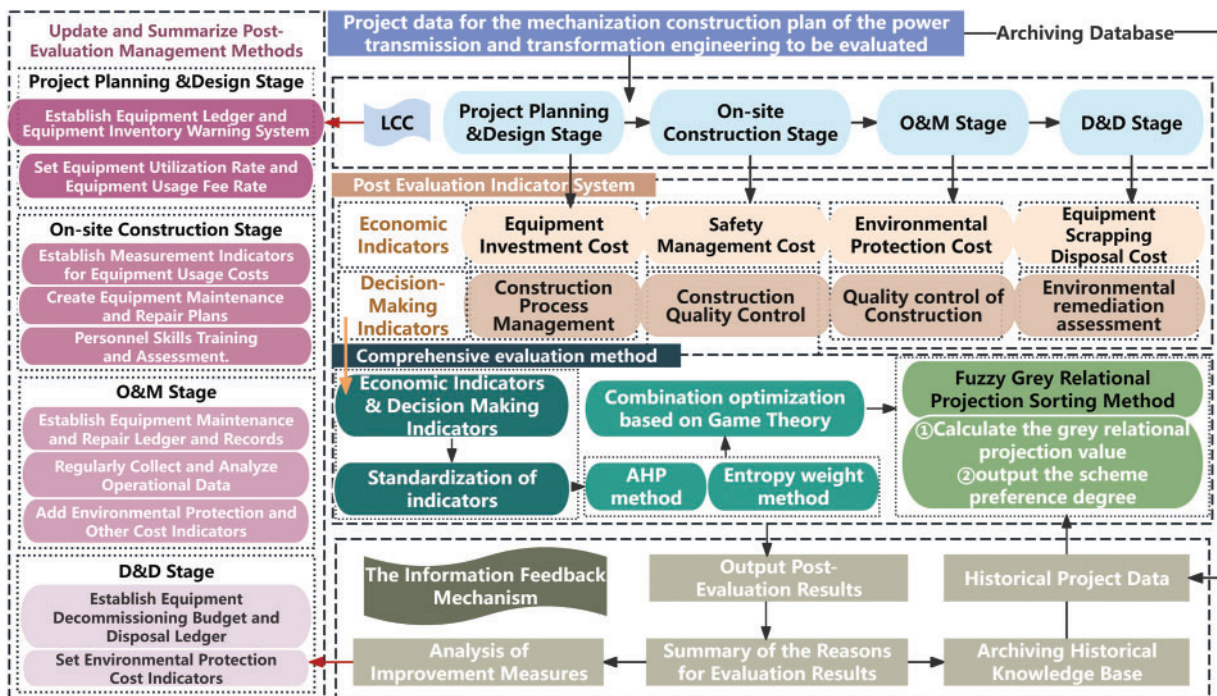 Update and Summarize Post-
Evaluation Management Methods
Project Planning &Design Stage
Establish Equipment Ledger and
Equipment Inventory Warning System
Set Equipment Utilization Rate and
Equipment Usage Fee Rate
On-site Construction Stage
Establish Measurement Indicators
for Equipment Usage Costs
Create Equipment Maintenance
and Repair Plans
Personnel Skills Training
and Assessment.
O&M Stage
Establish Equipment Maintenance
and Repair Ledger and Records
Regularly Collect and Analyze
Operational Data
Add Environmental Protection and
Other Cost Indicators
D&D Stage
Establish Equipment
Decommissioning Budget and
Disposal Ledger
Set Environmental Protection
Cost Indicators
Project data for the mechanization construction plan of the power
transmission and transformation engineering to be evaluated
Archiving Database
LCC
Project Planning
&Design Stage
On-site
Construction Stage
O&M Stage
D&D Stage
Post Evaluation Indicator System
Economic
Indicators
Equipment
Investment Cost
Safety
Management Cost
Environmental
Protection Cost
Equipment
Scrapping
Disposal Cost
Decision-
Making
Indicators
Construction
Process
Management
Construction
Quality Control
Quality control of
Construction
Environmental
remediation
assessment
Comprehensive evaluation method
Economic Indicators
& Decision Making
Indicators
Standardization of
indicators
Combination optimization
based on Game Theory
AHP
method
Entropy weight
method
Fuzzy Grey Relational
Projection Sorting Method
①Calculate the grey relational
projection value
②output the scheme
preference degree
The Information Feedback
Mechanism
Output Post-
Evaluation Results
Historical Project Data
Analysis of
Improvement Measures
Summary of the Reasons
for Evaluation Results
Archiving Historical
Knowledge Base